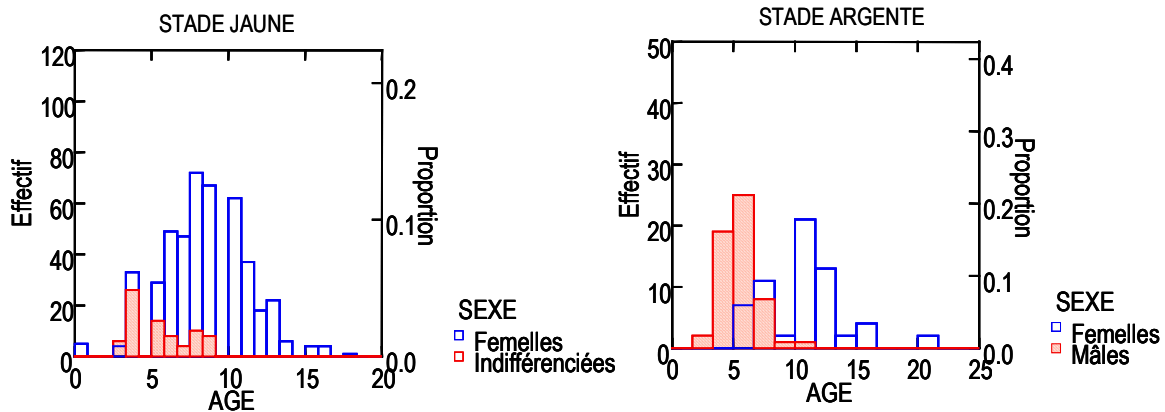 STADE JAUNE
120
100
80
60
40
20
0
Effectif
0.2
0.1
0.0
Proportion
0 5 10 15 20
AGE
SEXE
Femelles
Indifférenciées
STADE ARGENTE
50
40
30
20
10
0
Effectif
0.4
0.3
0.2
0.1
0.0
Proportion
0 5 10 15 20 25
AGE
SEXE
Femelles
Mâles